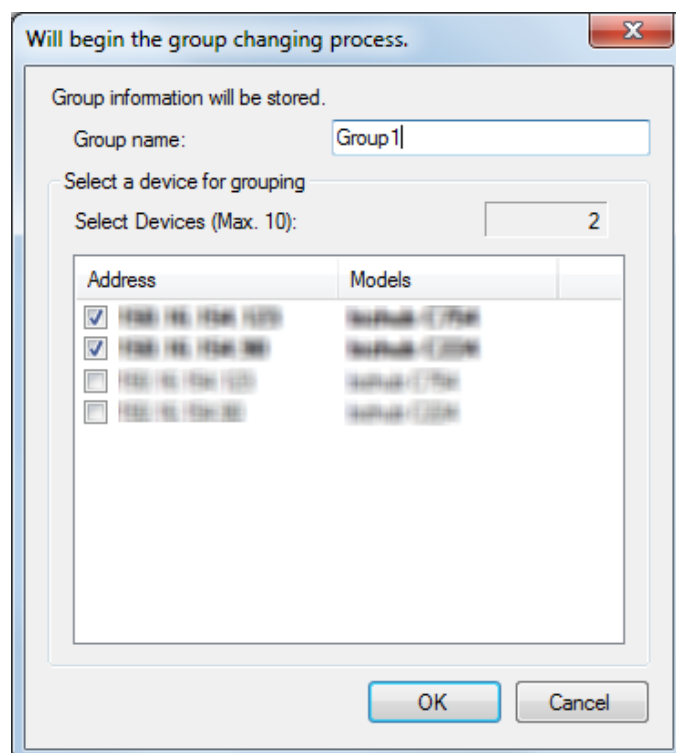 Will begin the group changing process.
Group information will be stored.
Group name: Group1
Select a device for grouping
Select Devices (Max. 10): 2
Address Models
OK Cancel